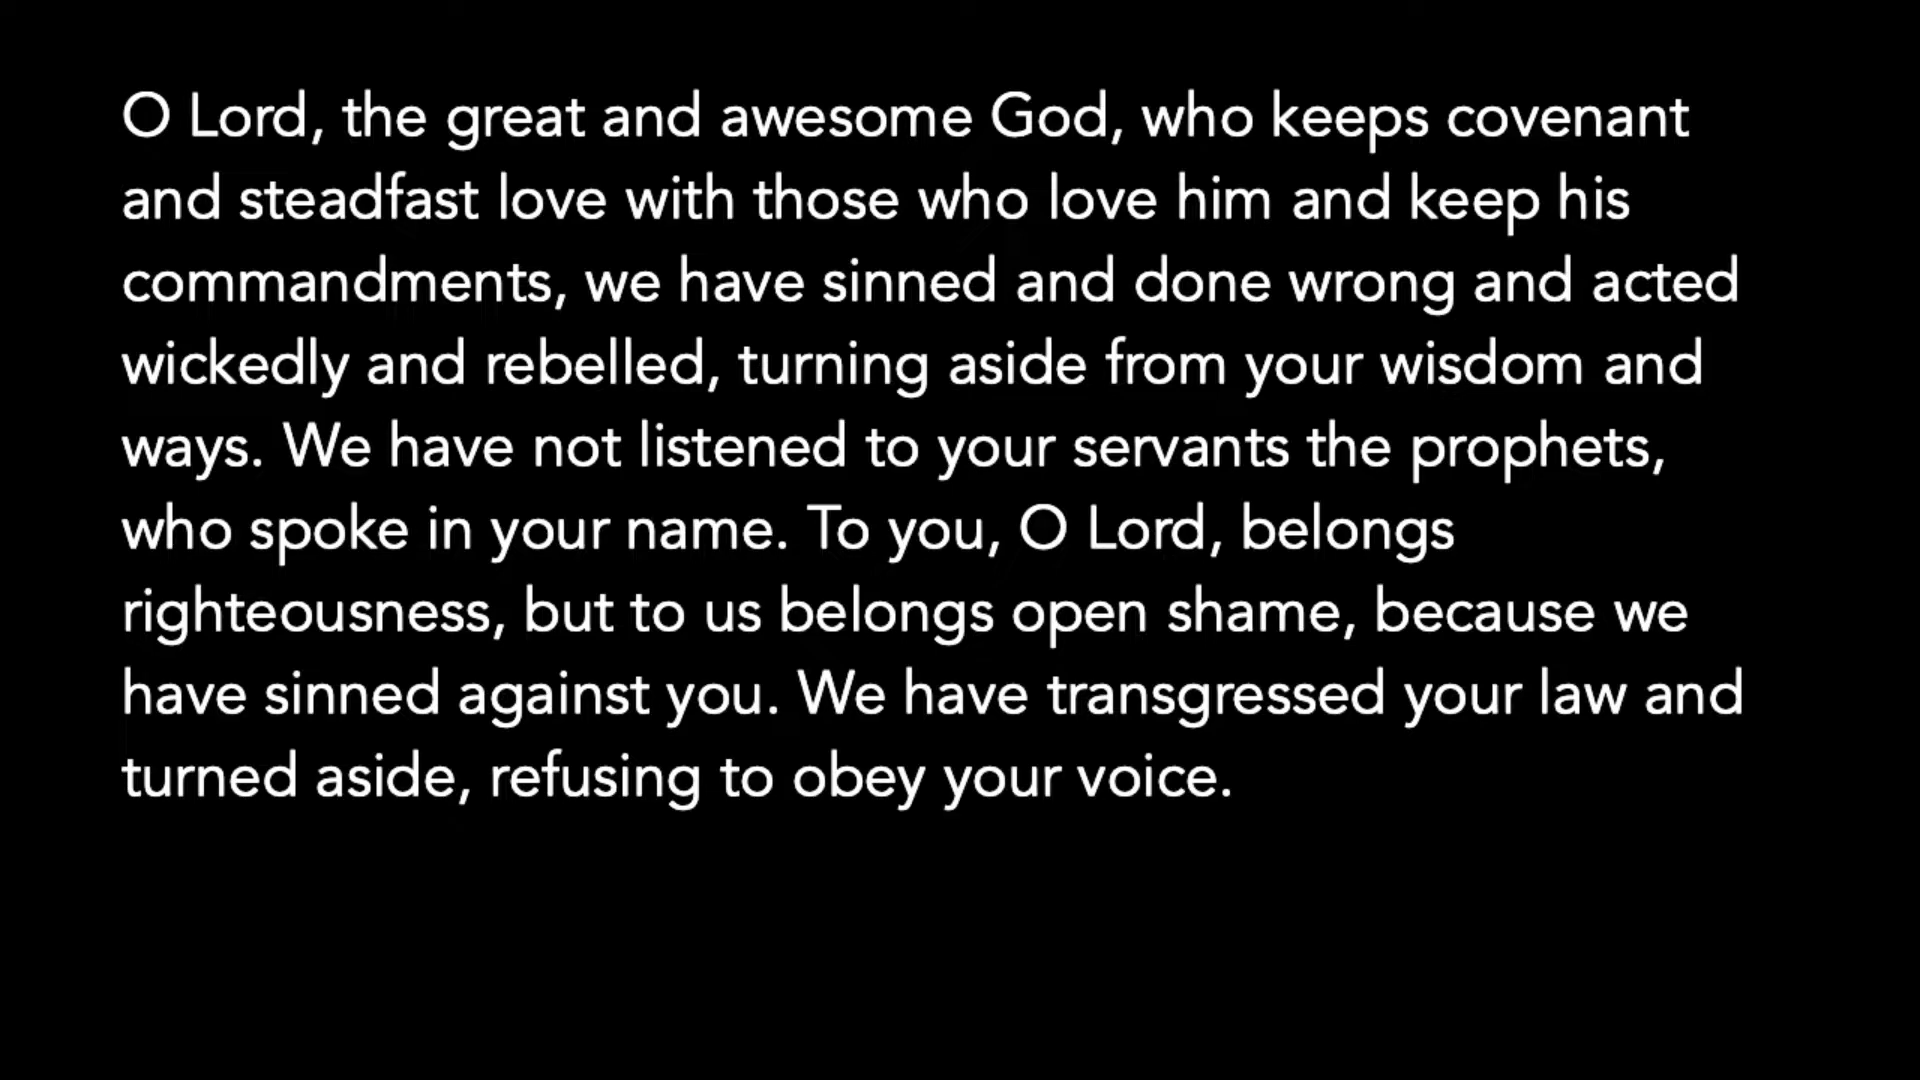 O Lord, the great and awesome God, who keeps covenant
and steadfast love with those who love him and keep his
commandments, we have sinned and done wrong and acted
wickedly and rebelled, turning aside from your wisdom and
ways. We have not listened to your servants the prophets,
who spoke in your name. To you, O Lord, belongs
righteousness, but to us belongs open shame, because we
have sinned against you. We have transgressed your law and
turned aside, refusing to obey your voice.